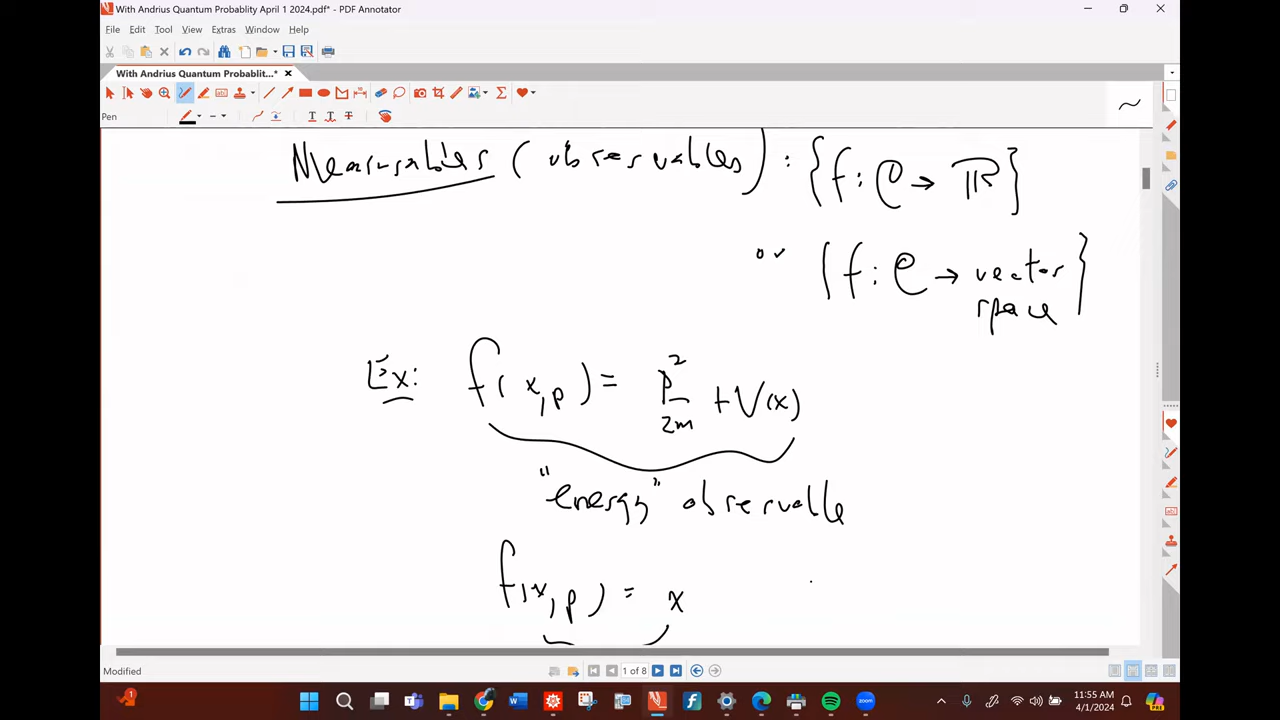 With Andrius Quantum Probablity April 1 2024.pdf* - PDF Annotator
File Edit Tool View Extras Window Help
With Andrius Quantum Probablit...*
Pen
Measurables (observables) : {f : C → R}
or {f : C → vector
space}
Ex: f(x,p) = p²/2m + V(x)
"energy" observable
f(x,p) = x
Modified
1 of 8
11:55 AM
4/1/2024